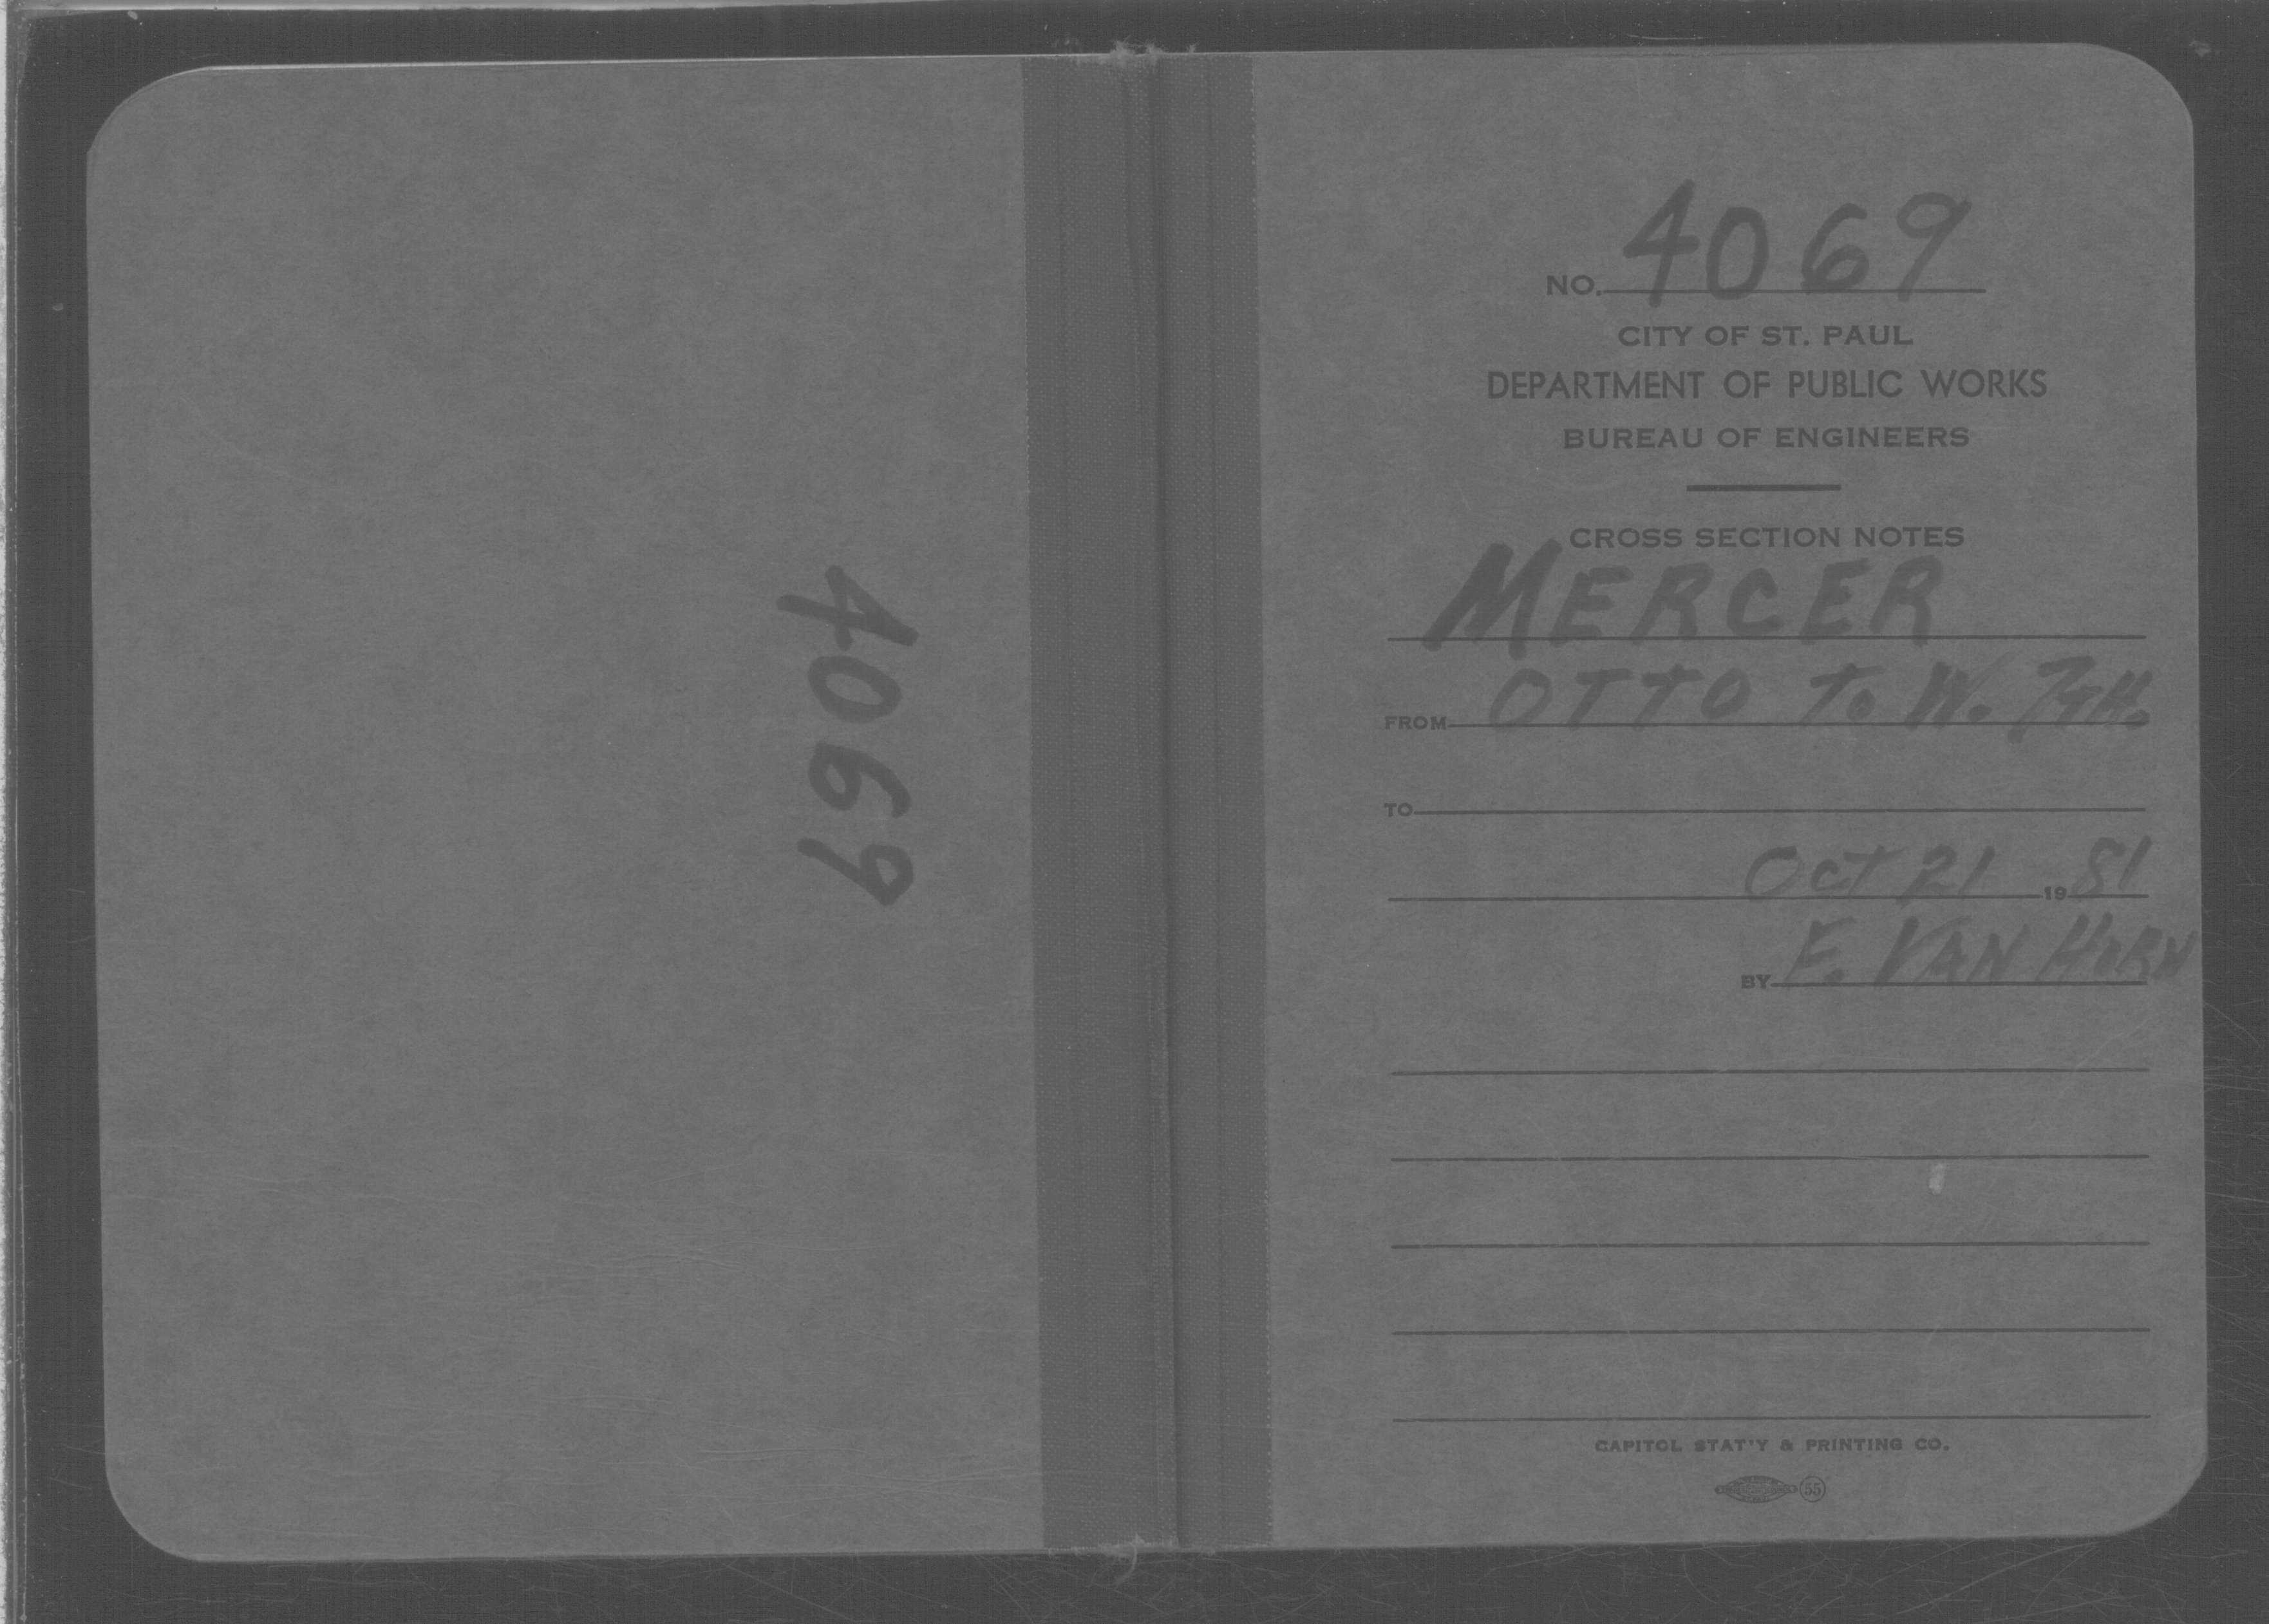 4069
NO. 4069
CITY OF ST. PAUL
DEPARTMENT OF PUBLIC WORKS
BUREAU OF ENGINEERS
CROSS SECTION NOTES
MERCER
FROM OTTO To W. 7TH.
TO
Oct 21 1981
BY E. VAN HORN
CAPITOL STAT'Y & PRINTING CO.
55